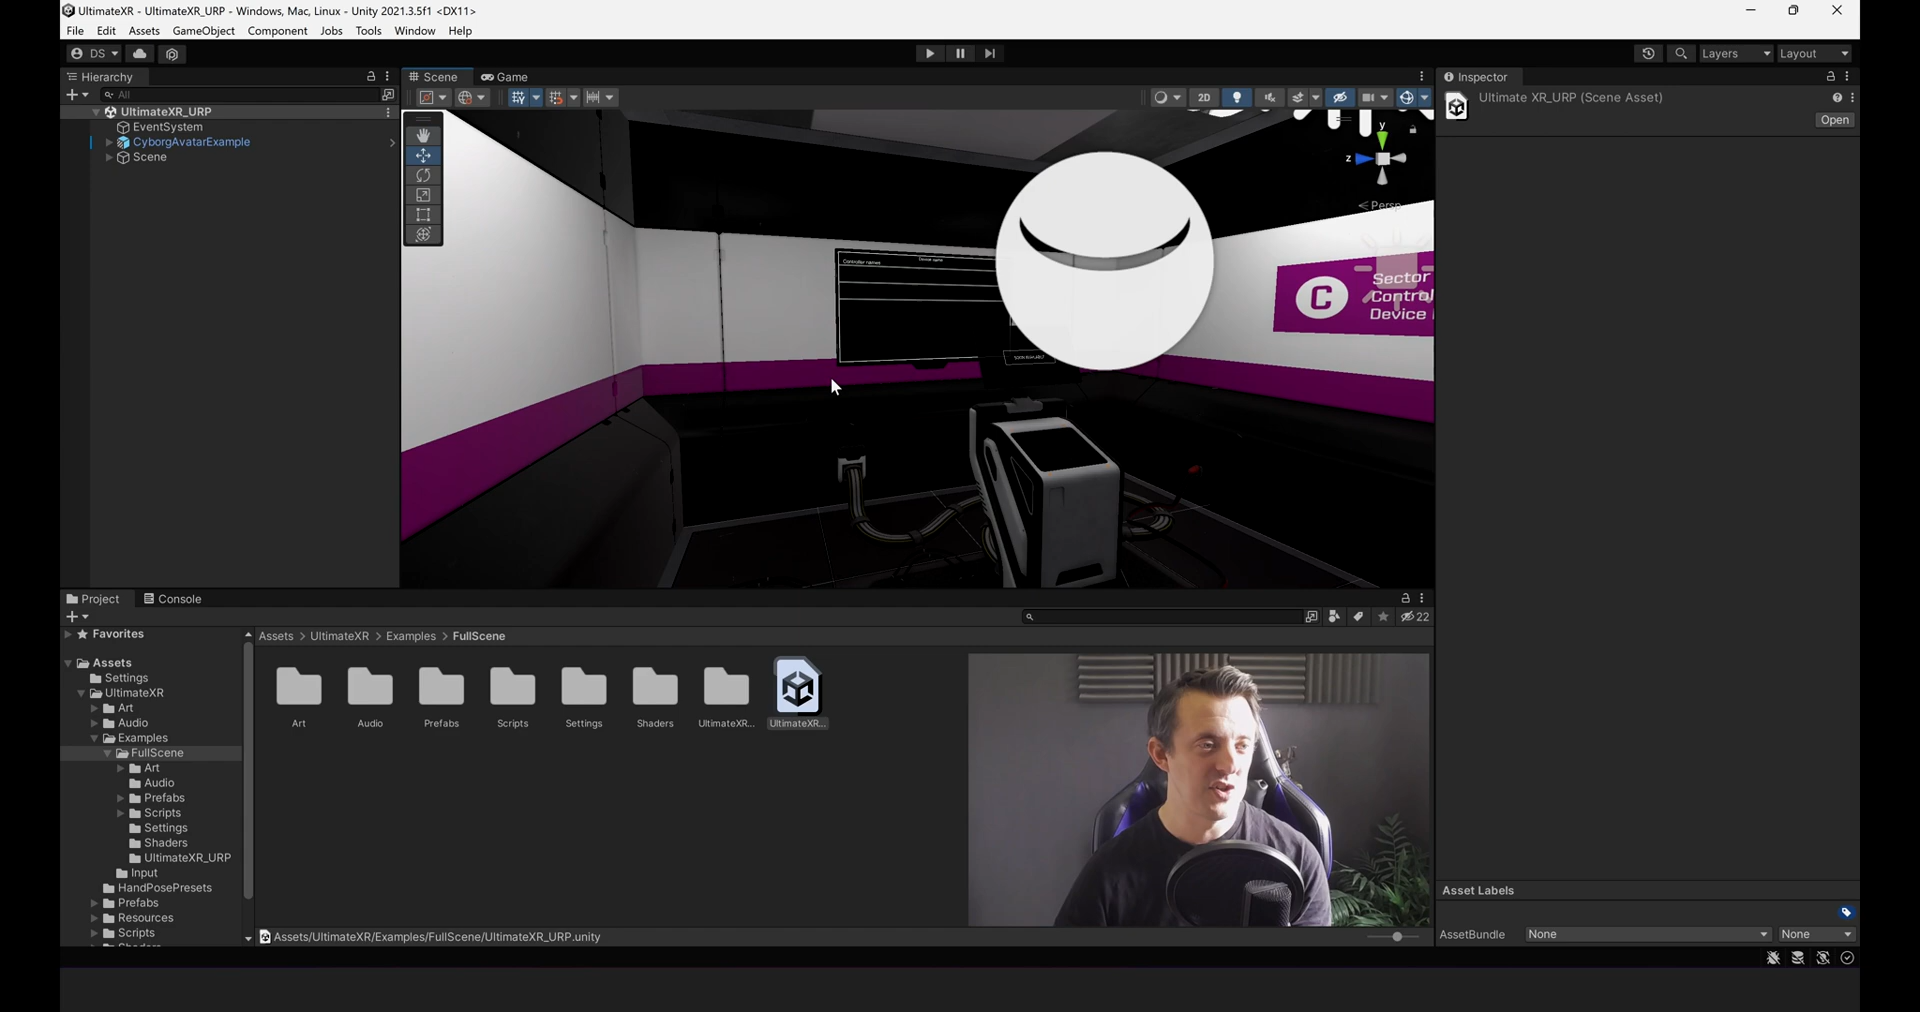 UltimateXR - UltimateXR_URP - Windows, Mac, Linux - Unity 2021.3.5f1 <DX11>
File Edit Assets GameObject Component Jobs Tools Window Help
DS
Layers
Layout
Hierarchy
All
UltimateXR_URP
EventSystem
CyborgAvatarExample
Scene
Scene
Game
2D
y
z
Persp
Controller names
Device name
C
Sector
Control
Device
Inspector
Ultimate XR_URP (Scene Asset)
Open
Project
Console
22
Favorites
Assets
Settings
UltimateXR
Art
Audio
Examples
FullScene
Art
Audio
Prefabs
Scripts
Settings
Shaders
UltimateXR_URP
Input
HandPosePresets
Prefabs
Resources
Scripts
Assets > UltimateXR > Examples > FullScene
Art
Audio
Prefabs
Scripts
Settings
Shaders
UltimateXR...
UltimateXR...
Assets/UltimateXR/Examples/FullScene/UltimateXR_URP.unity
Asset Labels
AssetBundle
None
None